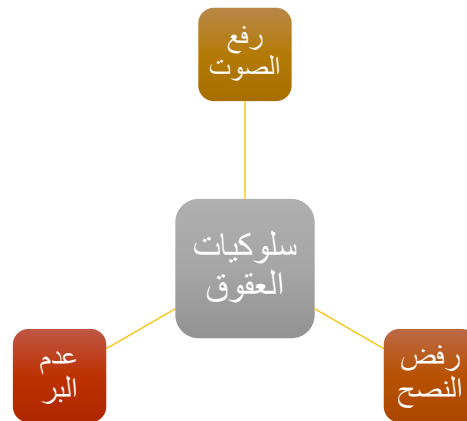 رفع
الصوت
سلوكيات
العقوق
رفض
النصح
عدم
البر